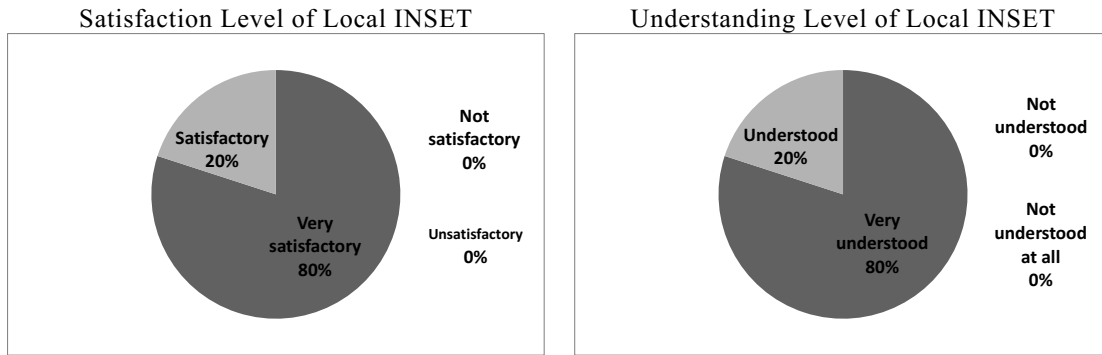 Satisfaction Level of Local INSET
Satisfactory
20%
Not
satisfactory
0%
Very
satisfactory
80%
Unsatisfactory
0%
Understanding Level of Local INSET
Understood
20%
Not
understood
0%
Very
understood
80%
Not
understood
at all
0%